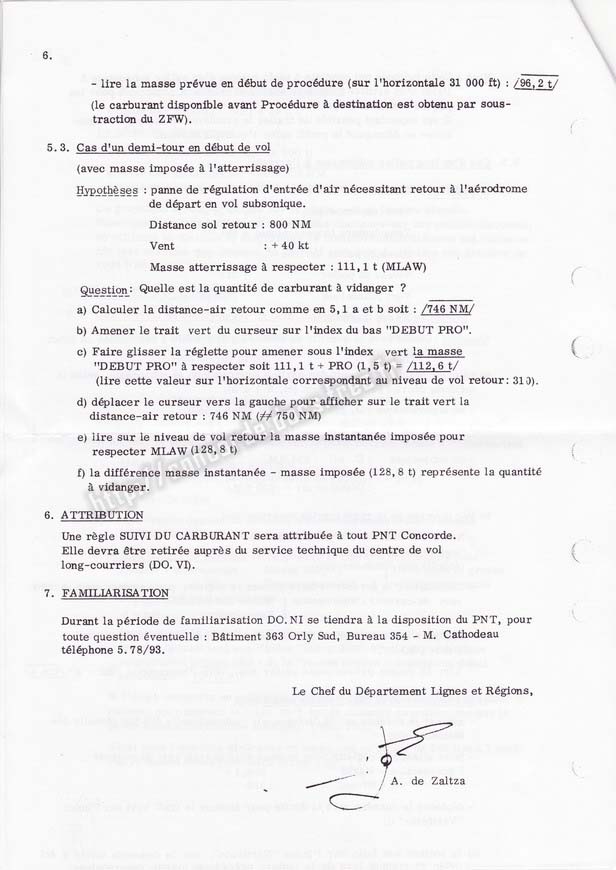 6.
- lire la masse prévue en début de procédure (sur l'horizontale 31 000 ft) : /96,2 t/
(le carburant disponible avant Procédure à destination est obtenu par sous-
traction du ZFW).
5.3. Cas d'un demi-tour en début de vol
(avec masse imposée à l'atterrissage)
Hypothèses : panne de régulation d'entrée d'air nécessitant retour à l'aérodrome
de départ en vol subsonique.
Distance sol retour : 800 NM
Vent : + 40 kt
Masse atterrissage à respecter : 111,1 t (MLAW)
Question: Quelle est la quantité de carburant à vidanger ?
a) Calculer la distance-air retour comme en 5,1 a et b soit : /746 NM/
b) Amener le trait vert du curseur sur l'index du bas "DEBUT PRO".
c) Faire glisser la réglette pour amener sous l'index vert la masse
"DEBUT PRO" à respecter soit 111,1 t + PRO (1,5 t) = /112,6 t/
(lire cette valeur sur l'horizontale correspondant au niveau de vol retour: 310).
d) déplacer le curseur vers la gauche pour afficher sur le trait vert la
distance-air retour : 746 NM (≠≠ 750 NM)
e) lire sur le niveau de vol retour la masse instantanée imposée pour
respecter MLAW (128,8 t)
f) la différence masse instantanée - masse imposée (128,8 t) représente la quantité
à vidanger.
6. ATTRIBUTION
Une règle SUIVI DU CARBURANT sera attribuée à tout PNT Concorde.
Elle devra être retirée auprès du service technique du centre de vol
long-courriers (DO.VI).
7. FAMILIARISATION
Durant la période de familiarisation DO.NI se tiendra à la disposition du PNT, pour
toute question éventuelle : Bâtiment 363 Orly Sud, Bureau 354 - M. Cathodeau
téléphone 5.78/93.
Le Chef du Département Lignes et Régions,
A. de Zaltza